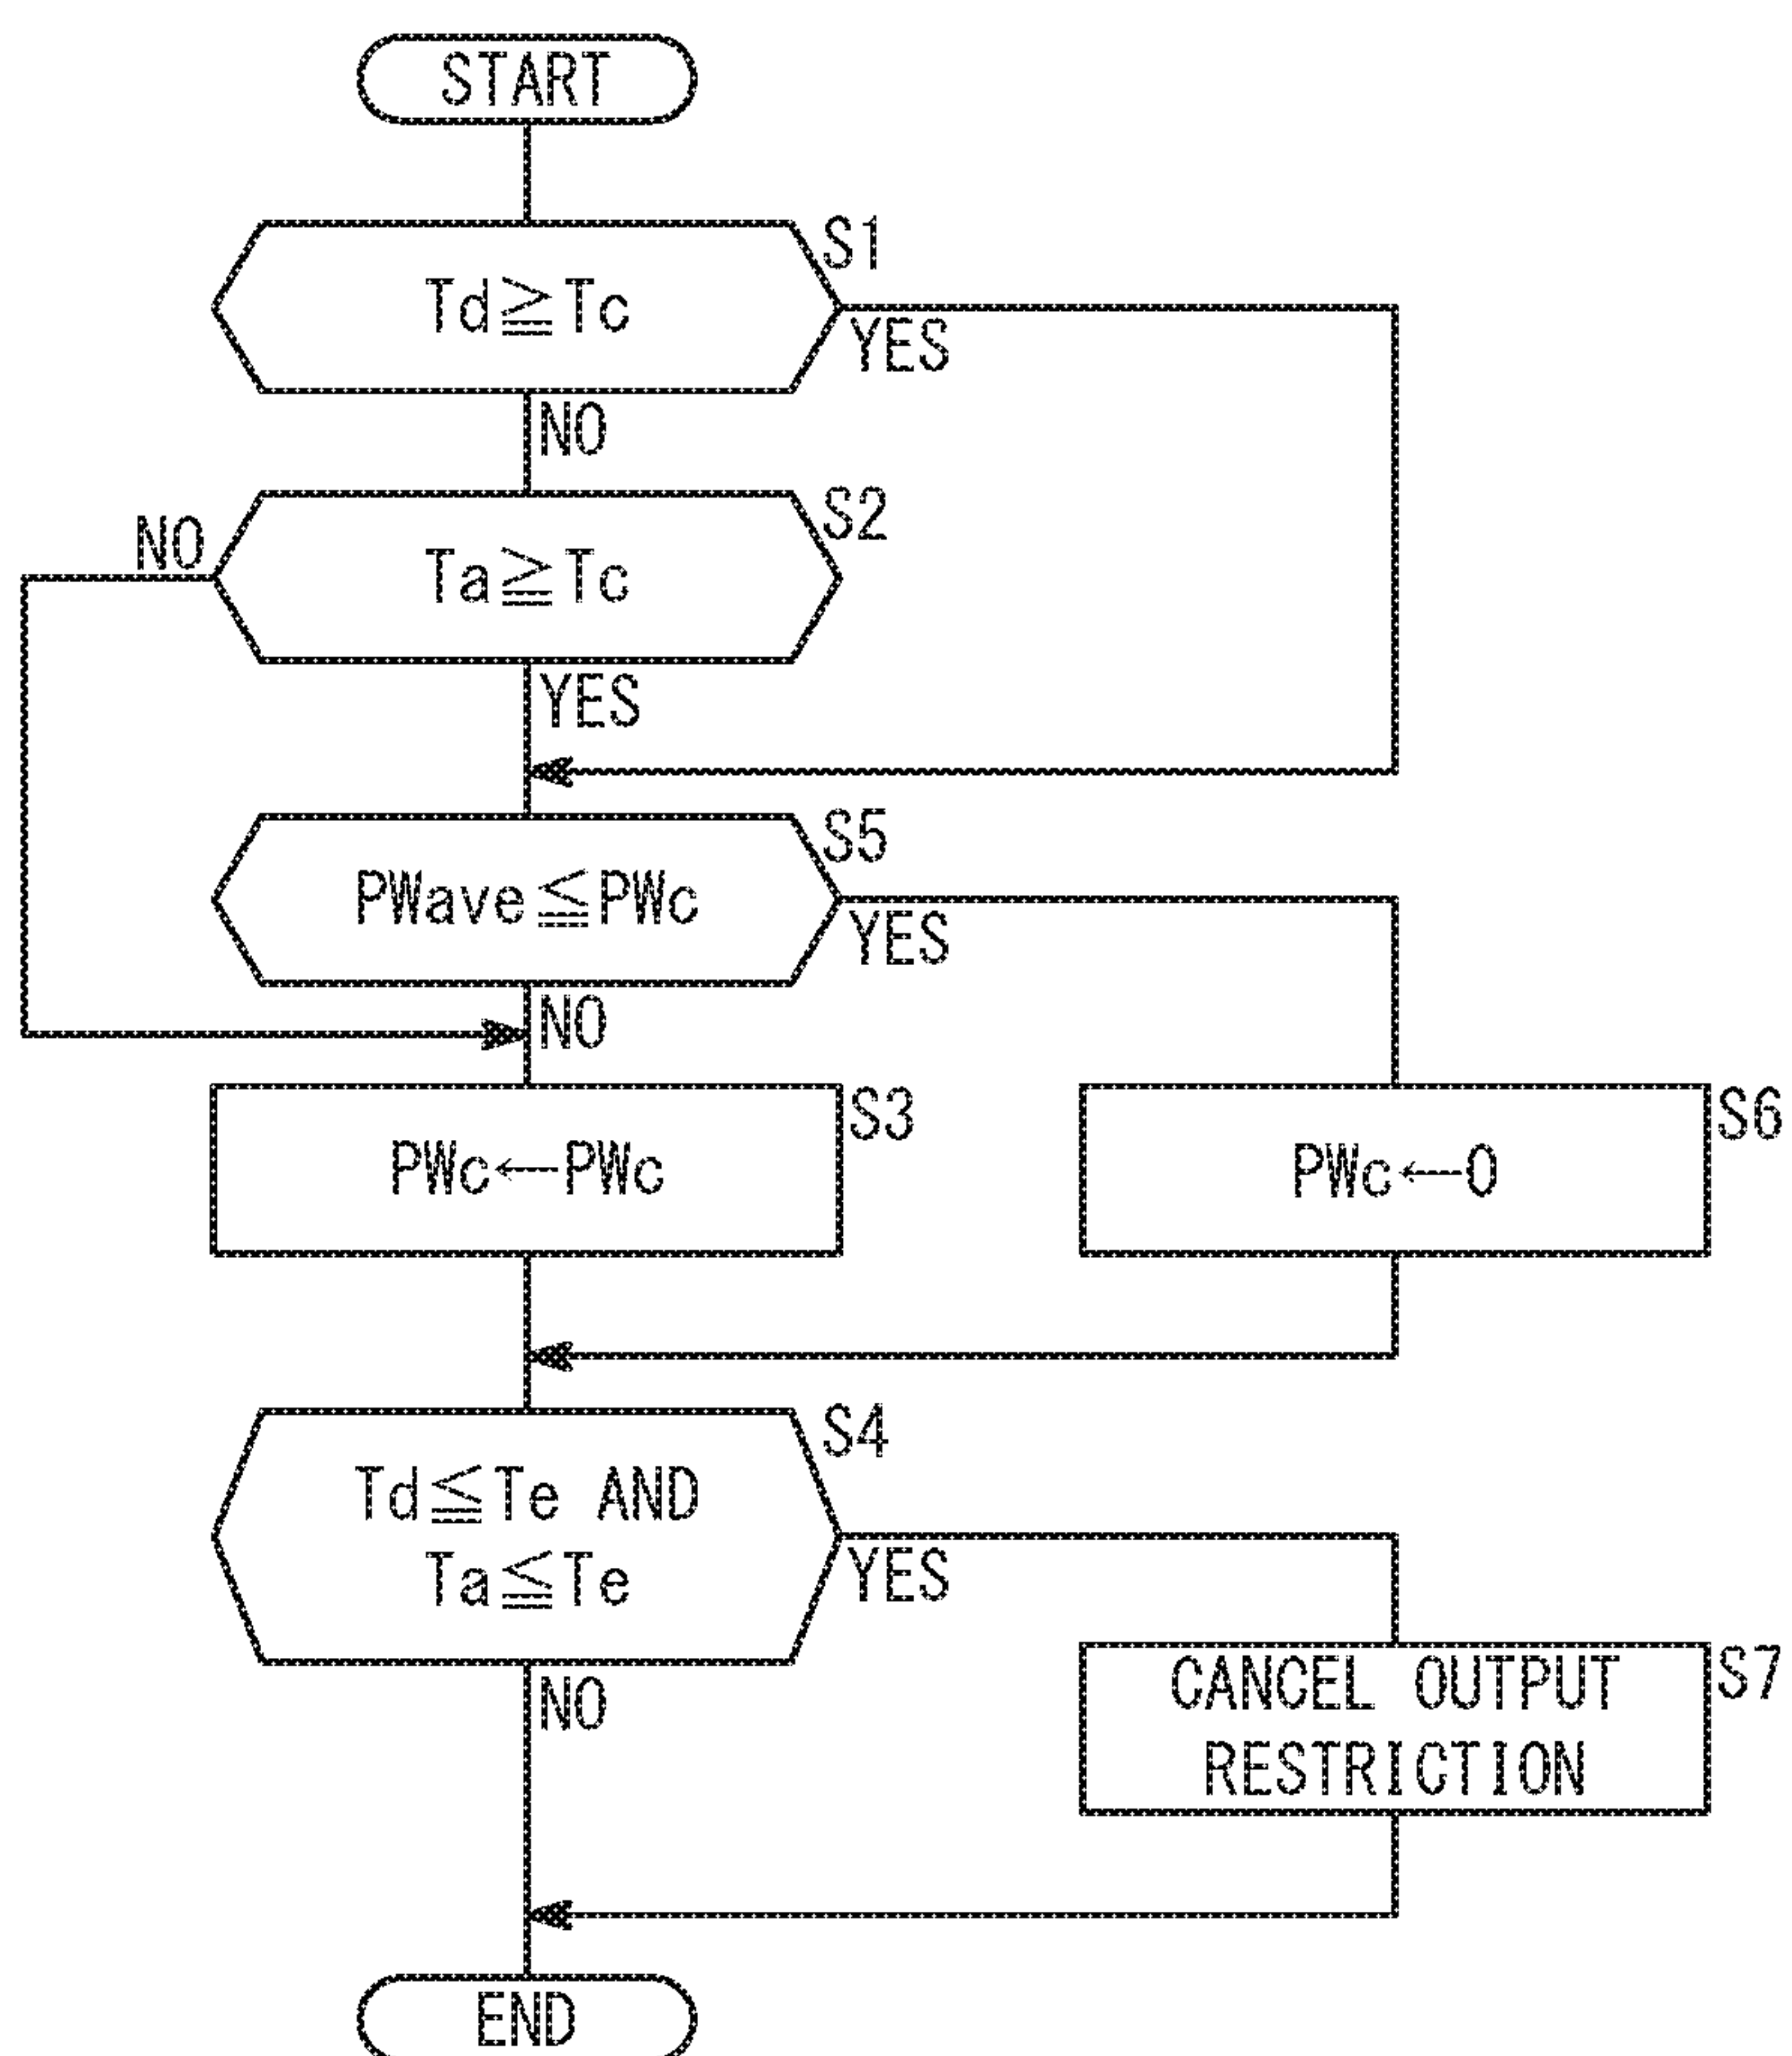 START
S1
Td≧Tc
YES
NO
S2
NO
Ta≧Tc
YES
S5
PWave≦PWc
YES
NO
S3
PWc←PWc
S6
PWc←0
S4
Td≦Te AND
Ta≦Te
YES
NO
S7
CANCEL OUTPUT
RESTRICTION
END